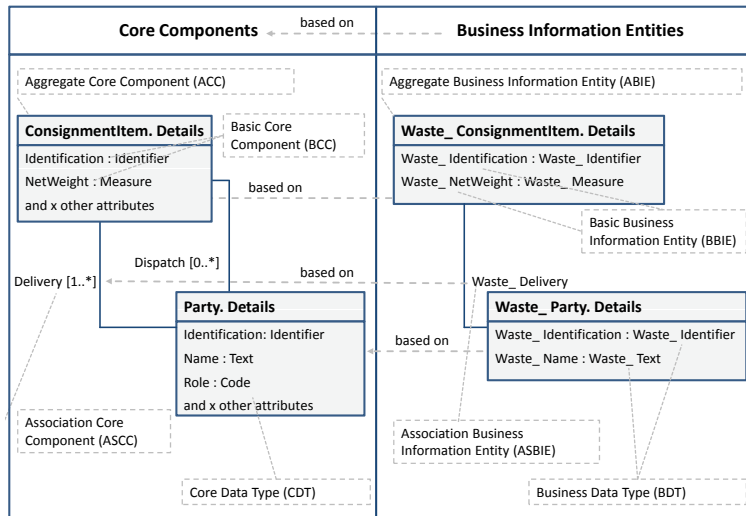 Core Components
based on
Business Information Entities
Aggregate Core Component (ACC)
ConsignmentItem. Details
Identification : Identifier
NetWeight : Measure
and x other attributes
Basic Core
Component (BCC)
based on
Dispatch [0..*]
Delivery [1..*]
based on
Party. Details
Identification: Identifier
Name : Text
Role : Code
and x other attributes
based on
Association Core
Component (ASCC)
Core Data Type (CDT)
Aggregate Business Information Entity (ABIE)
Waste_ ConsignmentItem. Details
Waste_ Identification : Waste_ Identifier
Waste_ NetWeight : Waste_ Measure
Basic Business
Information Entity (BBIE)
Waste_ Delivery
Waste_ Party. Details
Waste_ Identification : Waste_ Identifier
Waste_ Name : Waste_ Text
Association Business
Information Entity (ASBIE)
Business Data Type (BDT)